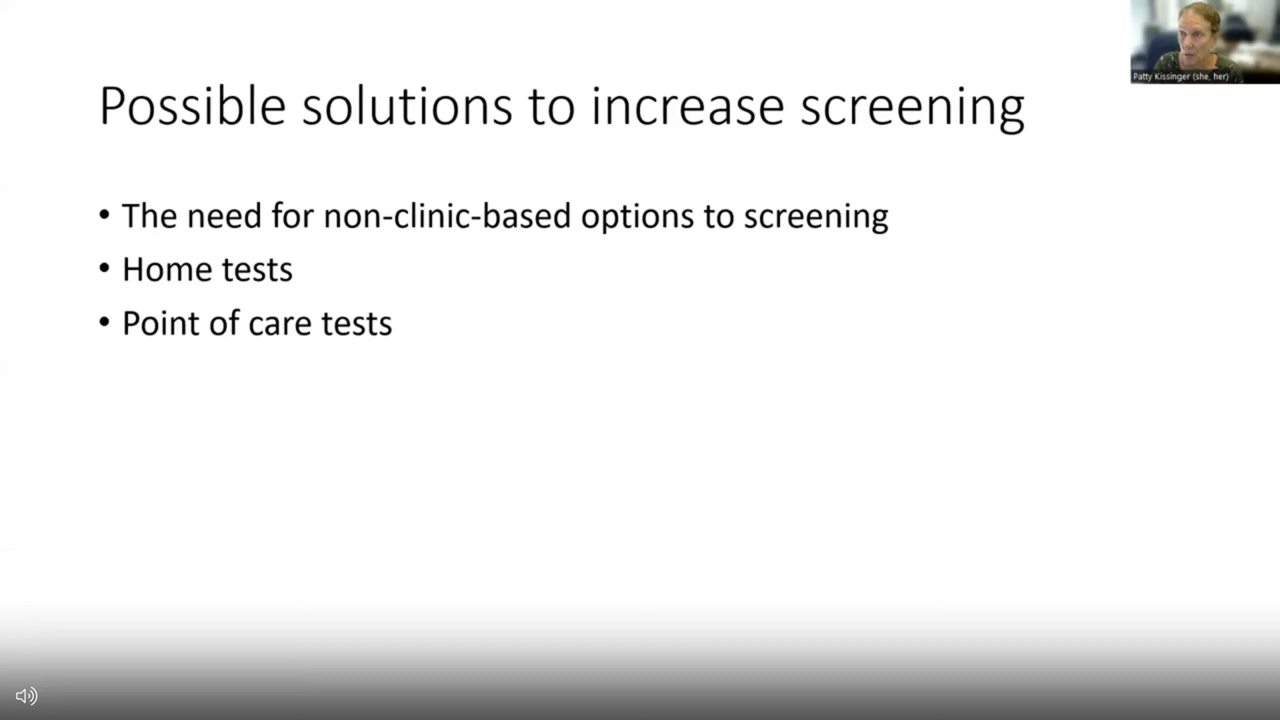 Patty Kissinger (she, her)
Possible solutions to increase screening
• The need for non-clinic-based options to screening
• Home tests
• Point of care tests